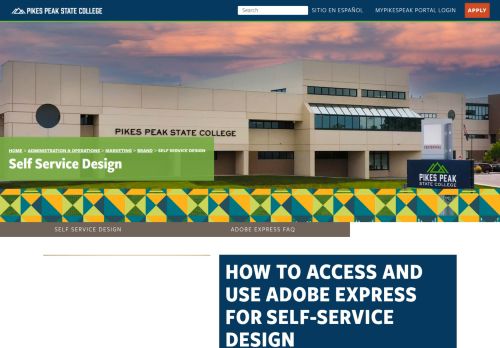 PIKES PEAK STATE COLLEGE
Search
SITIO EN ESPAÑOL
MYPIKESPEAK PORTAL LOGIN
APPLY
PIKES PEAK STATE COLLEGE
HOME > ADMINISTRATION & OPERATIONS > MARKETING > BRAND > SELF SERVICE DESIGN
Self Service Design
CENTENNIAL
PIKES PEAK
STATE COLLEGE
SELF SERVICE DESIGN
ADOBE EXPRESS FAQ
HOW TO ACCESS AND
USE ADOBE EXPRESS
FOR SELF-SERVICE
DESIGN